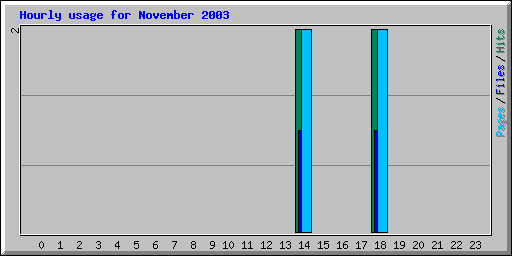 Hourly usage for November 2003
2
Pages/Files/Hits
0 1 2 3 4 5 6 7 8 9 10 11 12 13 14 15 16 17 18 19 20 21 22 23